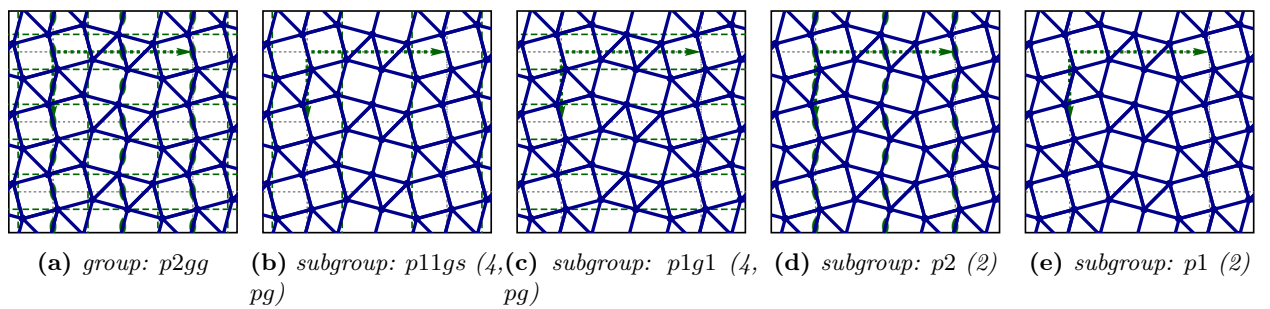 (a) group: p2gg
(b) subgroup: p11gs (4,
pg)
(c) subgroup: p1g1 (4,
pg)
(d) subgroup: p2 (2)
(e) subgroup: p1 (2)